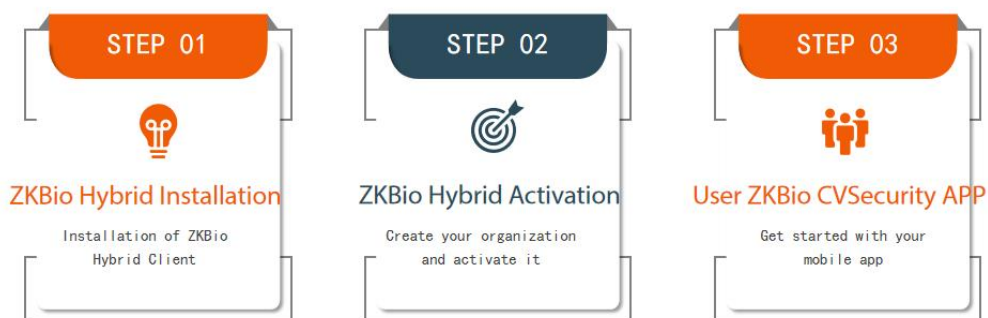 STEP 01
ZKBio Hybrid Installation
Installation of ZKBio
Hybrid Client
STEP 02
ZKBio Hybrid Activation
Create your organization
and activate it
STEP 03
User ZKBio CVSecurity APP
Get started with your
mobile app